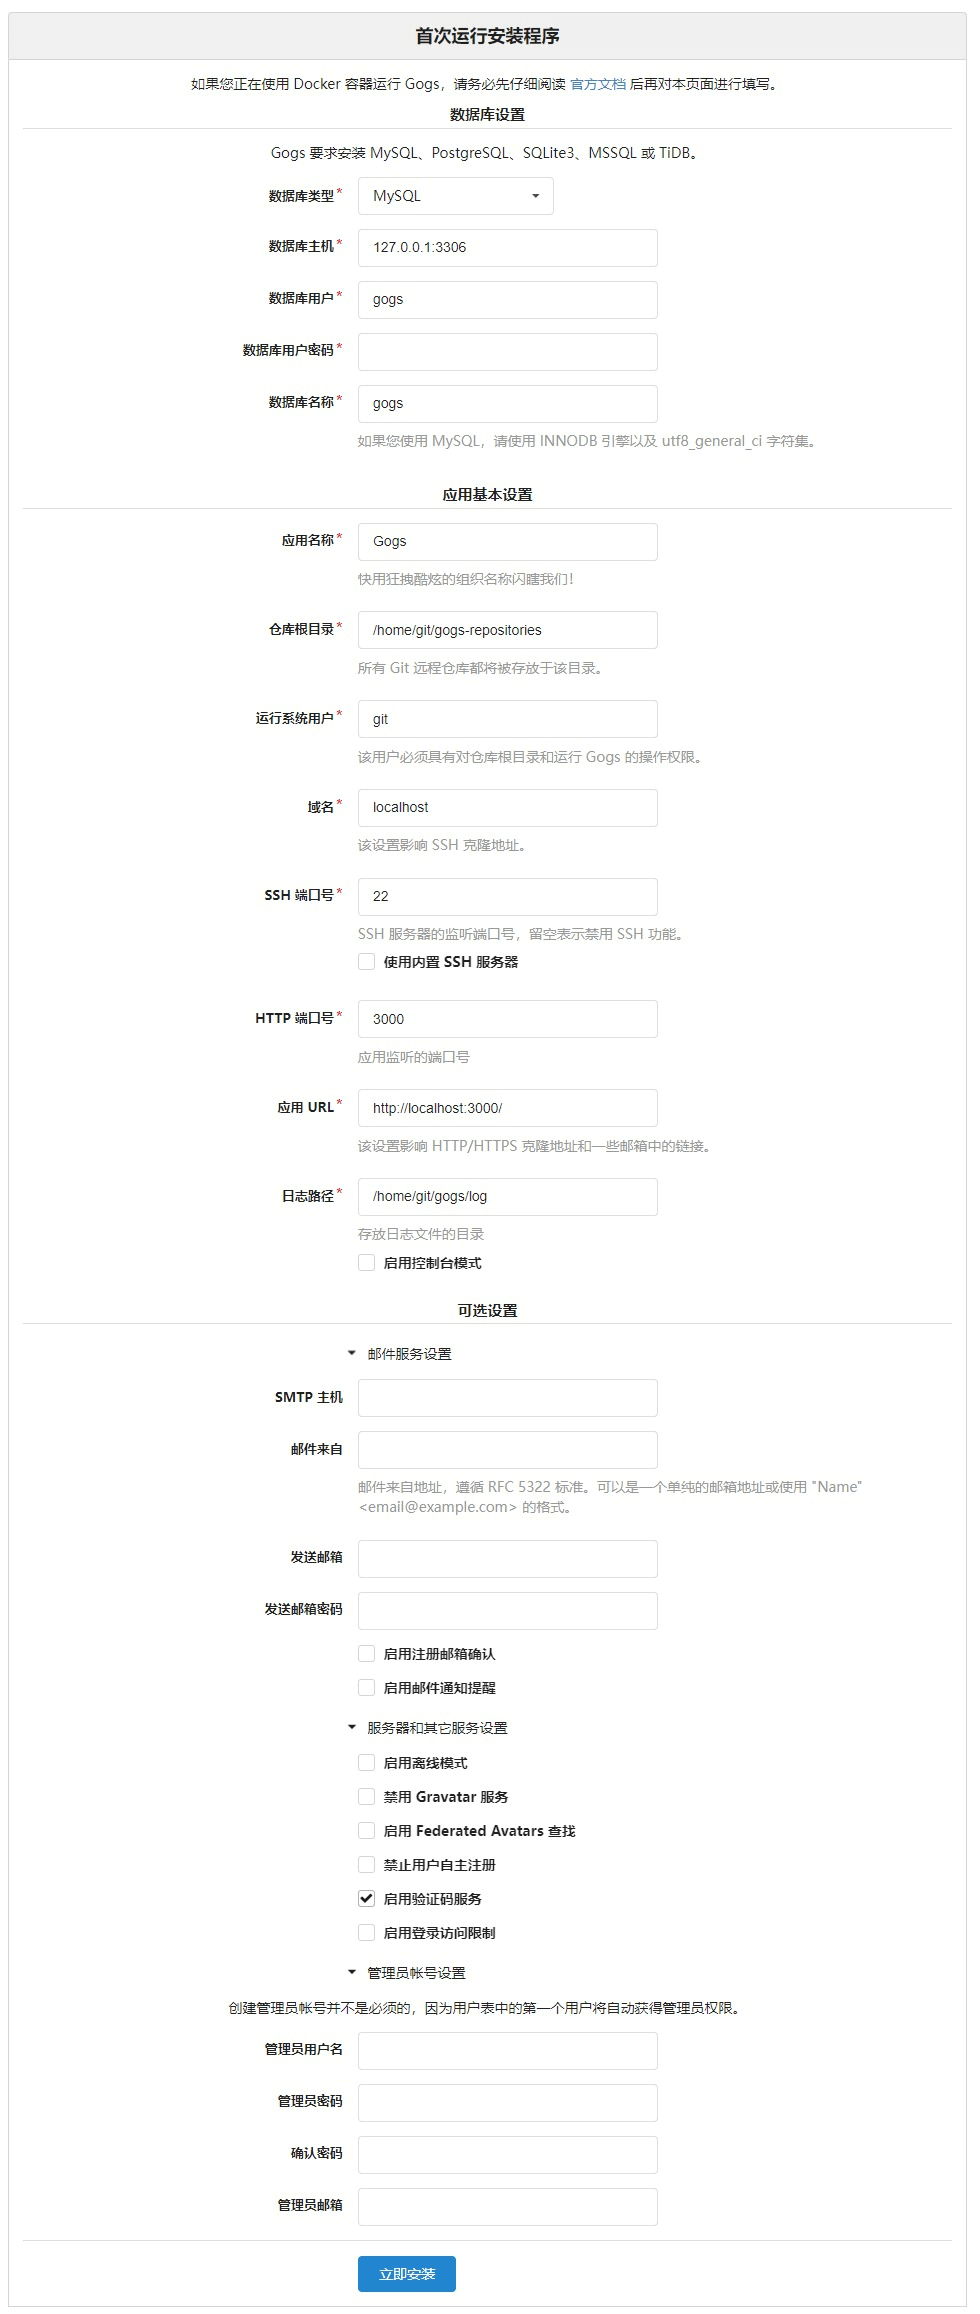 首次运行安装程序
如果您正在使用 Docker 容器运行 Gogs，请务必先仔细阅读 官方文档 后再对本页面进行填写。
数据库设置
Gogs 要求安装 MySQL、PostgreSQL、SQLite3、MSSQL 或 TiDB。
数据库类型* MySQL
数据库主机* 127.0.0.1:3306
数据库用户* gogs
数据库用户密码*
数据库名称* gogs
如果您使用 MySQL，请使用 INNODB 引擎以及 utf8_general_ci 字符集。
应用基本设置
应用名称* Gogs
快用狂拽酷炫的组织名称闪瞎我们！
仓库根目录* /home/git/gogs-repositories
所有 Git 远程仓库都将被存放于该目录。
运行系统用户* git
该用户必须具有对仓库根目录和运行 Gogs 的操作权限。
域名* localhost
该设置影响 SSH 克隆地址。
SSH 端口号* 22
SSH 服务器的监听端口号，留空表示禁用 SSH 功能。
使用内置 SSH 服务器
HTTP 端口号* 3000
应用监听的端口号
应用 URL* http://localhost:3000/
该设置影响 HTTP/HTTPS 克隆地址和一些邮箱中的链接。
日志路径* /home/git/gogs/log
存放日志文件的目录
启用控制台模式
可选设置
邮件服务设置
SMTP 主机
邮件来自
邮件来自地址，遵循 RFC 5322 标准。可以是一个单纯的邮箱地址或使用 "Name"
<email@example.com> 的格式。
发送邮箱
发送邮箱密码
启用注册邮箱确认
启用邮件通知提醒
服务器和其它服务设置
启用离线模式
禁用 Gravatar 服务
启用 Federated Avatars 查找
禁止用户自主注册
启用验证码服务
启用登录访问限制
管理员帐号设置
创建管理员帐号并不是必须的，因为用户表中的第一个用户将自动获得管理员权限。
管理员用户名
管理员密码
确认密码
管理员邮箱
立即安装